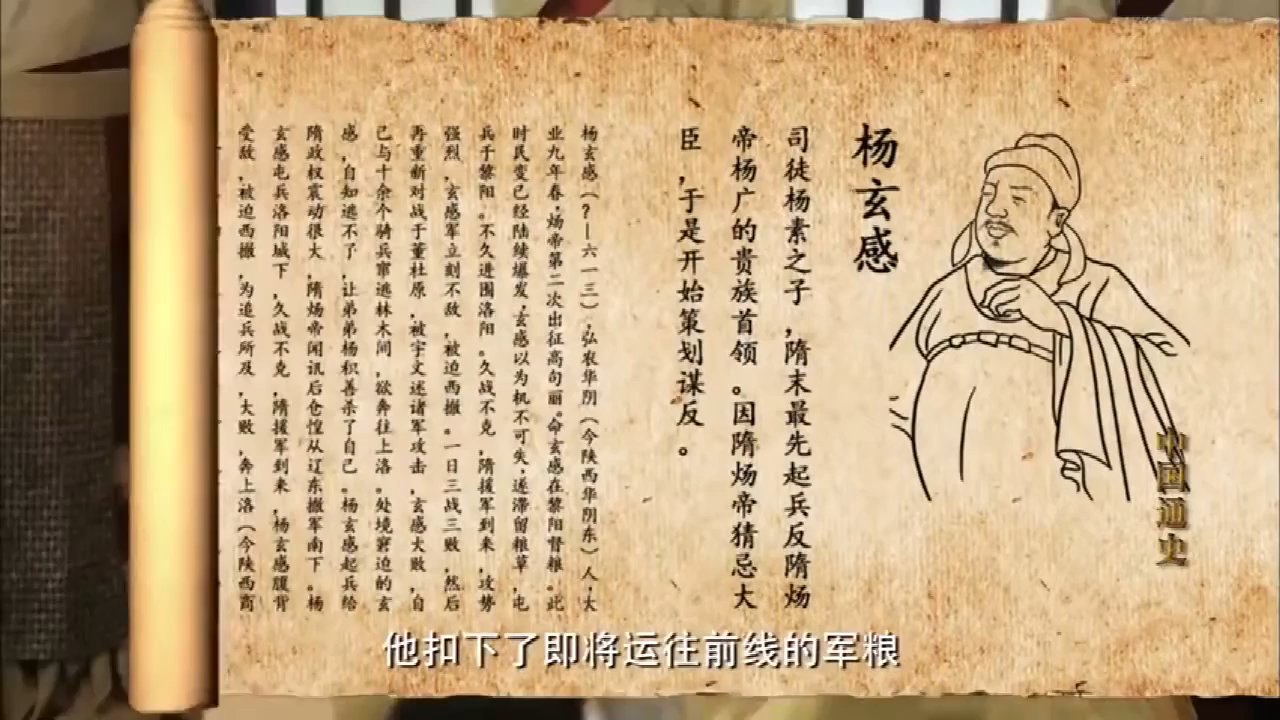 杨玄感
司徒杨素之子，隋末最先起兵反隋炀
帝杨广的贵族首领。因隋炀帝猜忌大
臣，于是开始策划谋反。
杨玄感（？—六一三），弘农华阴（今陕西华阴东）人，大
业九年春，炀帝第二次出征高句丽。命玄感在黎阳督粮。此
时民变已经陆续爆发，玄感以为机不可失，遂滞留粮草，屯
兵于黎阳。不久进围洛阳。久战不克，隋援军到来，攻势
强烈，玄感军立刻不敌，被迫西撤。一日三战三败，然后
再重新对战于董杜原，被宇文述诸军攻击，玄感大败，自
己与十余个骑兵窜逃林木间，欲奔往上洛。处境窘迫的玄
感，自知逃不了，让弟弟杨积善杀了自己。杨玄感起兵给
隋政权震动很大，隋炀帝闻讯后仓惶从辽东撤军南下。杨
玄感屯兵洛阳城下，久战不克，隋援军到来，杨玄感腹背
受敌，被迫西撤，为追兵所及，大败，奔上洛（今陕西商
中国通史
他扣下了即将运往前线的军粮